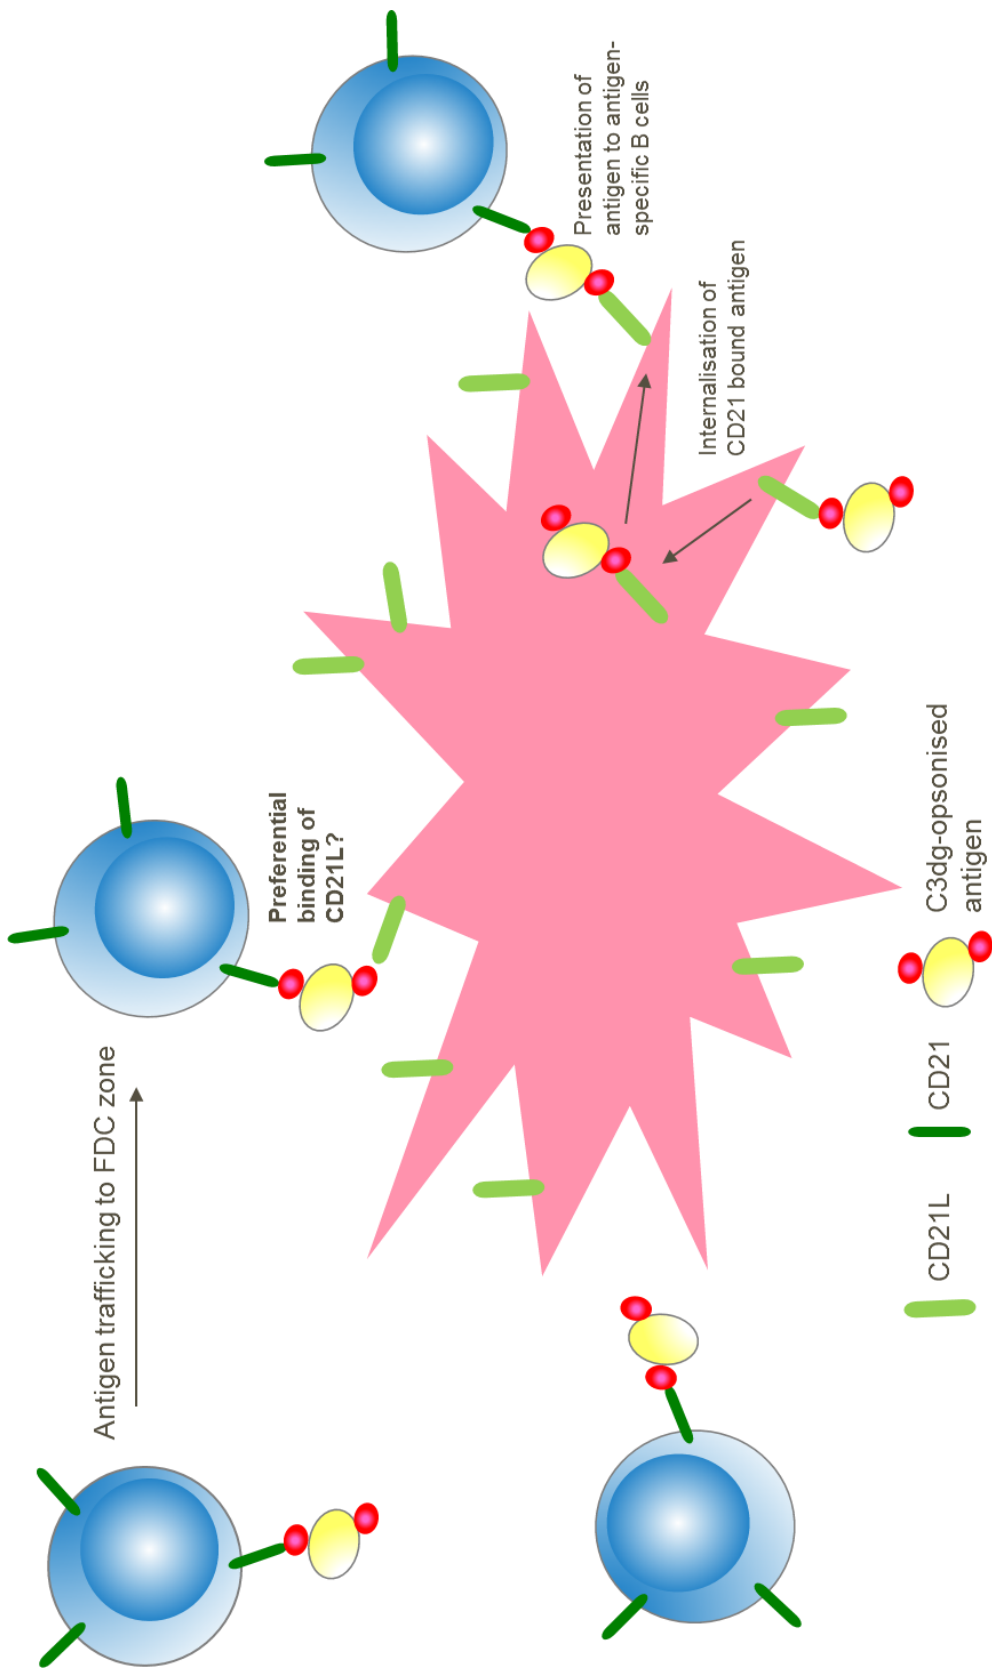 Antigen trafficking to FDC zone
Preferential
binding of
CD21L?
Presentation of
antigen to antigen-
specific B cells
Internalisation of
CD21 bound antigen
CD21L
CD21
C3dg-opsonised
antigen